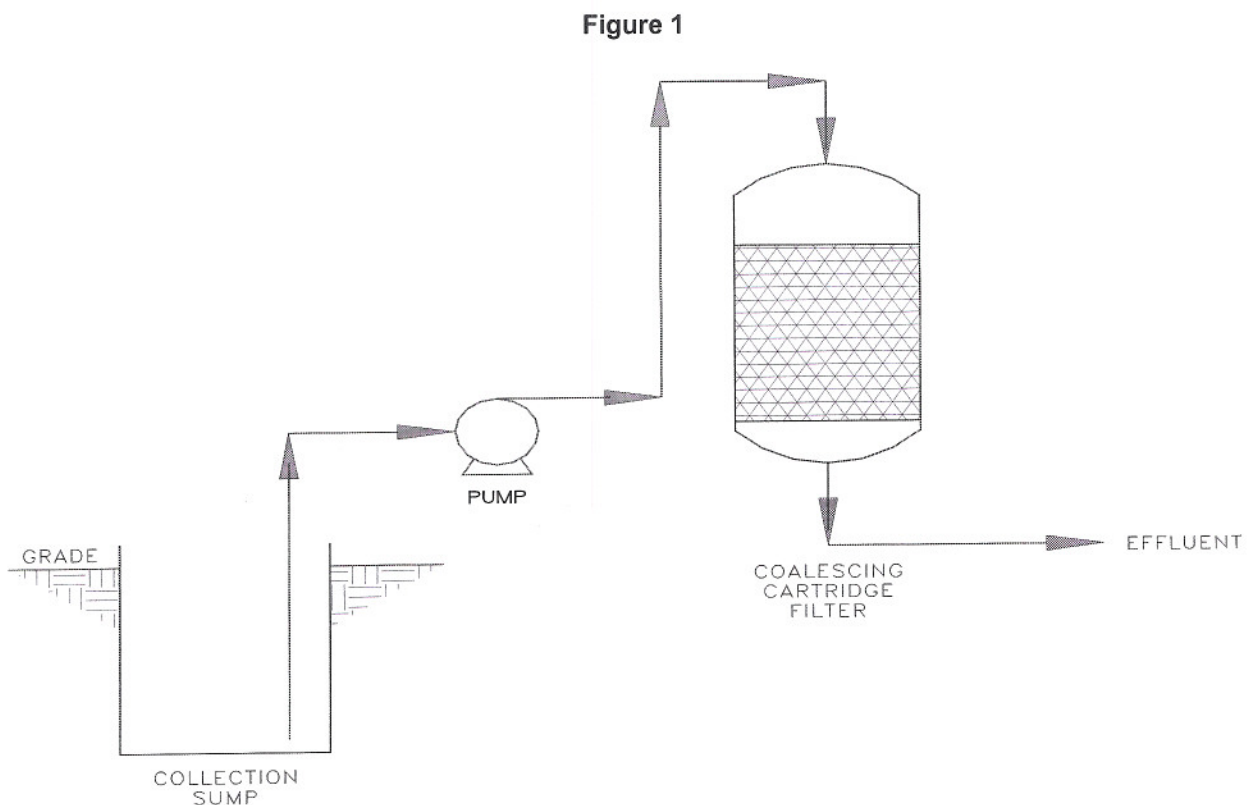 Figure 1
PUMP
GRADE
EFFLUENT
COALESCING
CARTRIDGE
FILTER
COLLECTION
SUMP